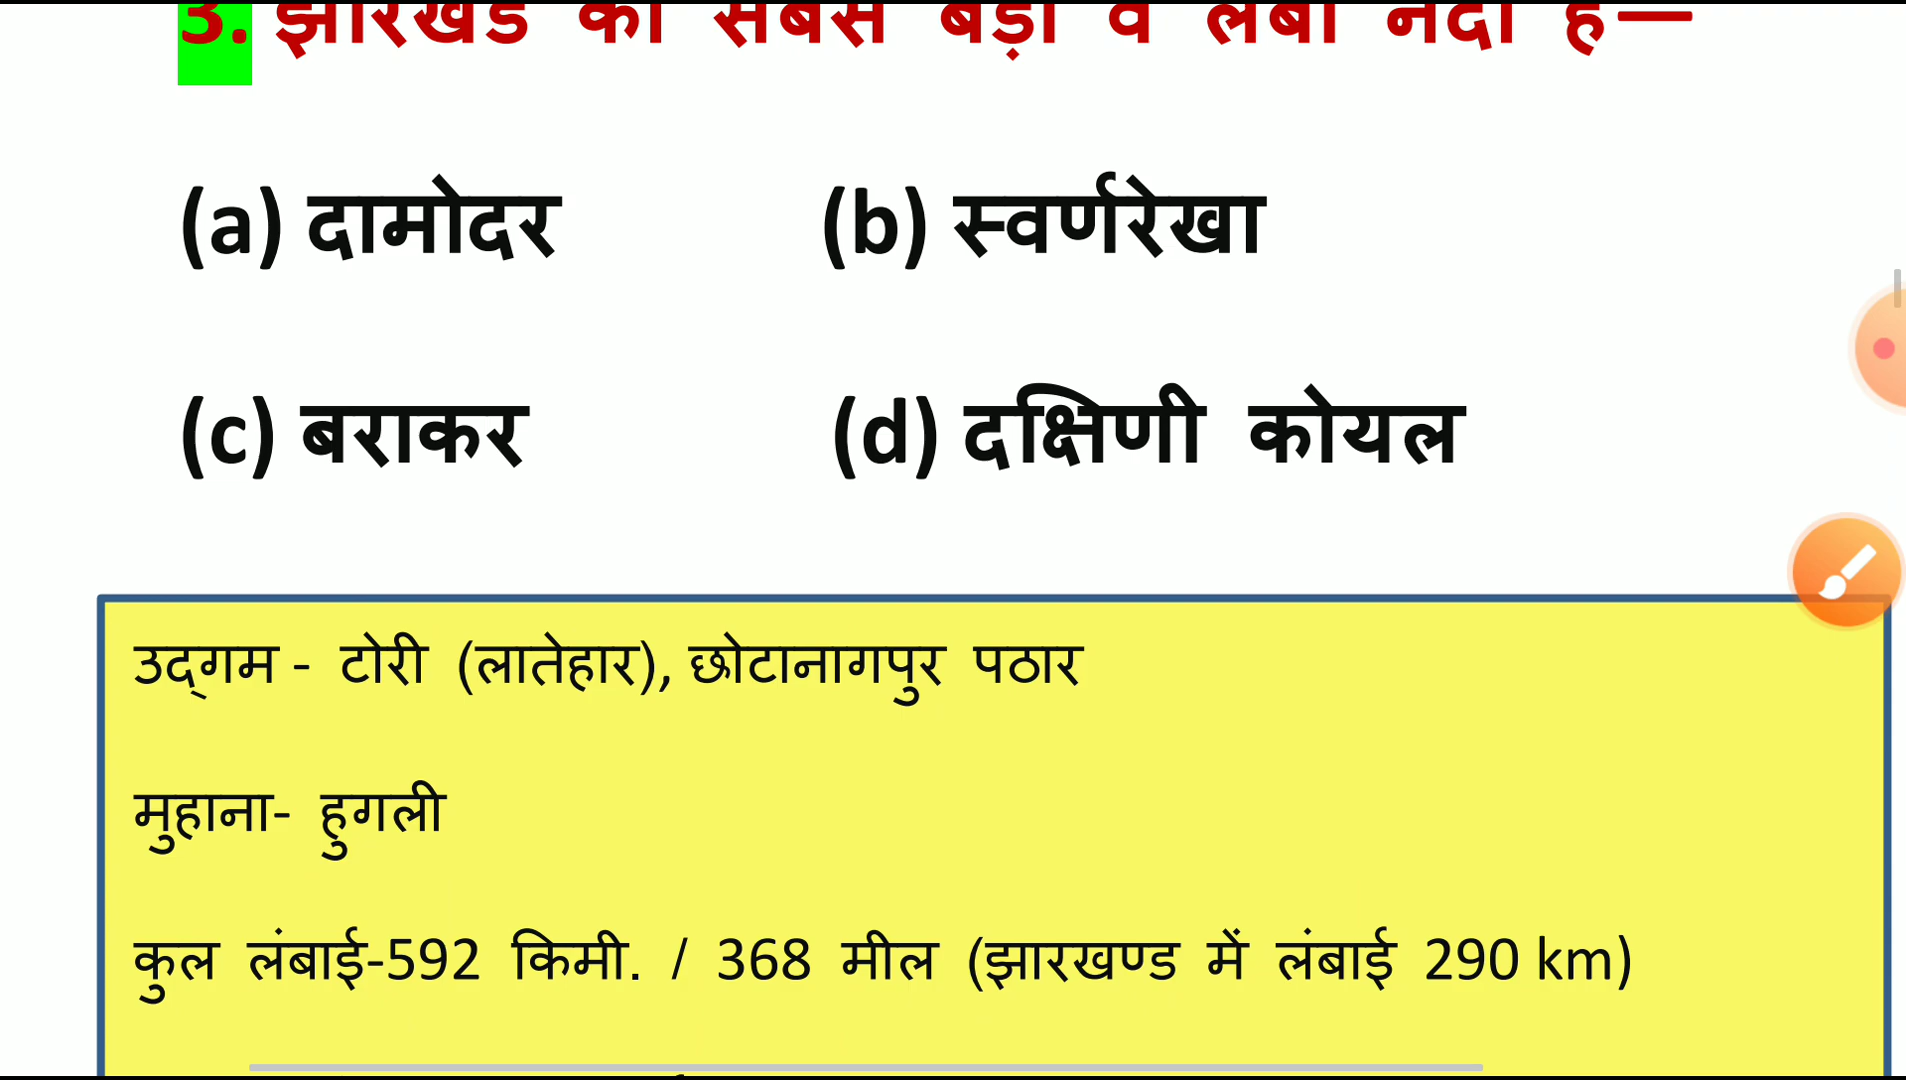 3. झारखंड की सबसे बड़ी व लंबी नदी है—
(a) दामोदर (b) स्वर्णरेखा
(c) बराकर (d) दक्षिणी कोयल
उद्‌गम - टोरी (लातेहार), छोटानागपुर पठार
मुहाना- हुगली
कुल लंबाई-592 किमी. / 368 मील (झारखण्ड में लंबाई 290 km)